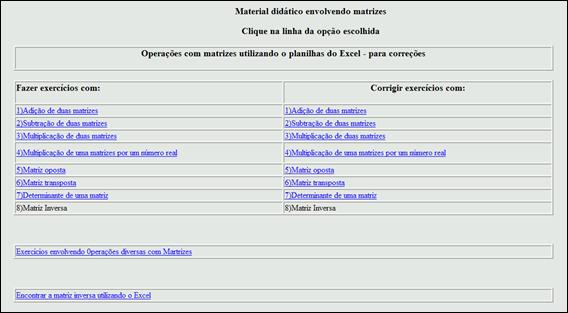 Material didático envolvendo matrizes
Clique na linha da opção escolhida
Operações com matrizes utilizando o planilhas do Excel - para correções
Fazer exercícios com: Corrigir exercícios com:
1)Adição de duas matrizes 1)Adição de duas matrizes
2)Subtração de duas matrizes 2)Subtração de duas matrizes
3)Multiplicação de duas matrizes 3)Multiplicação de duas matrizes
4)Multiplicação de uma matrizes por um número real 4)Multiplicação de uma matrizes por um número real
5)Matriz oposta 5)Matriz oposta
6)Matriz transposta 6)Matriz transposta
7)Determinante de uma matriz 7)Determinante de uma matriz
8)Matriz Inversa 8)Matriz Inversa
Exercícios envolvendo 0perações diversas com Martrizes
Encontrar a matriz inversa utilizando o Excel